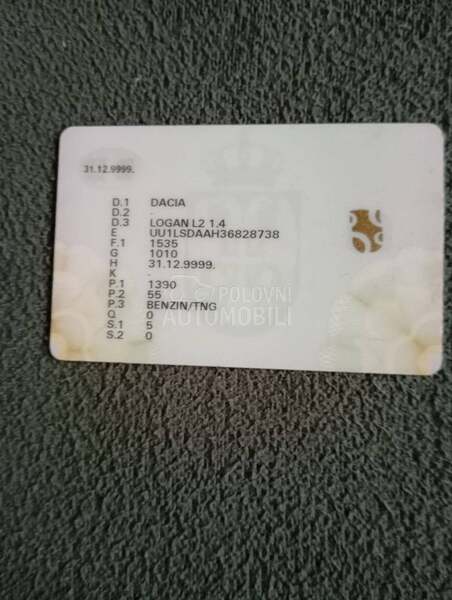 31.12.9999.
D.1 DACIA
D.2 .
D.3 LOGAN L2 1.4
E UU1LSDAAH36828738
F.1 1535
G 1010
H 31.12.9999.
K .
P.1 1390
P.2 55
P.3 BENZIN/TNG
Q 0
S.1 5
S.2 0
POLOVNI
AUTOMOBILI